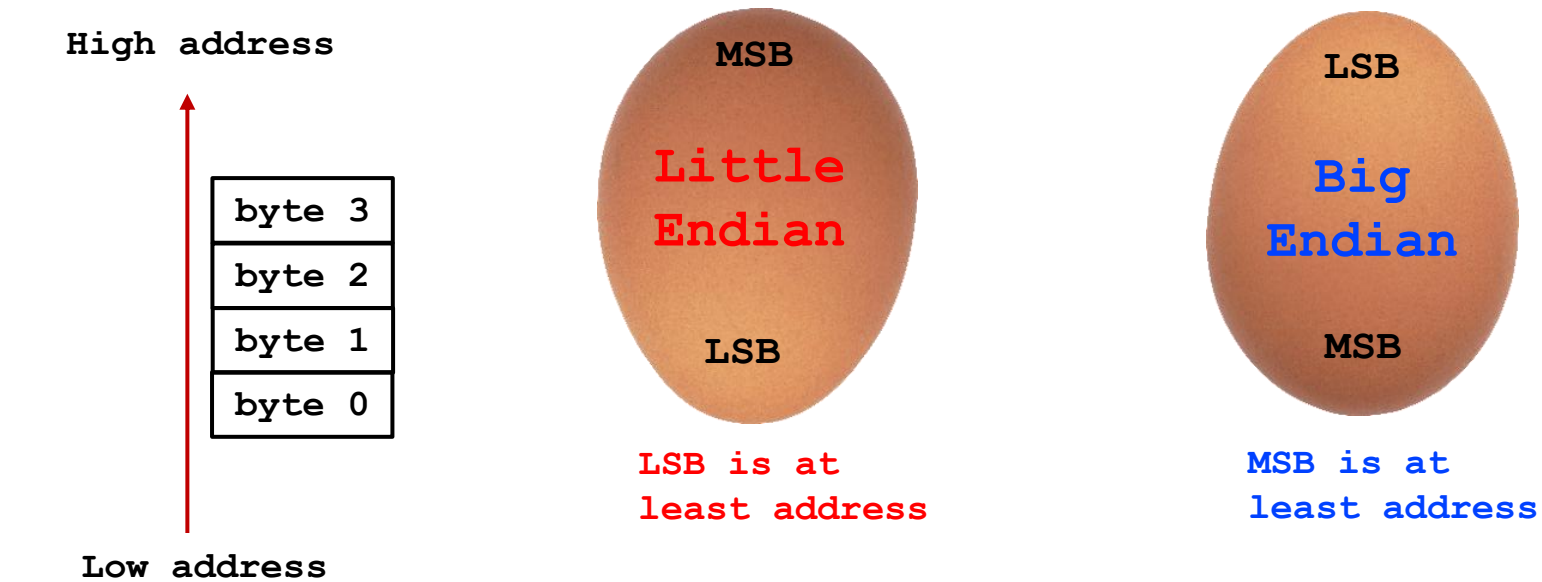 High address
byte 3
byte 2
byte 1
byte 0
Low address
MSB
Little
Endian
LSB
LSB is at
least address
LSB
Big
Endian
MSB
MSB is at
least address